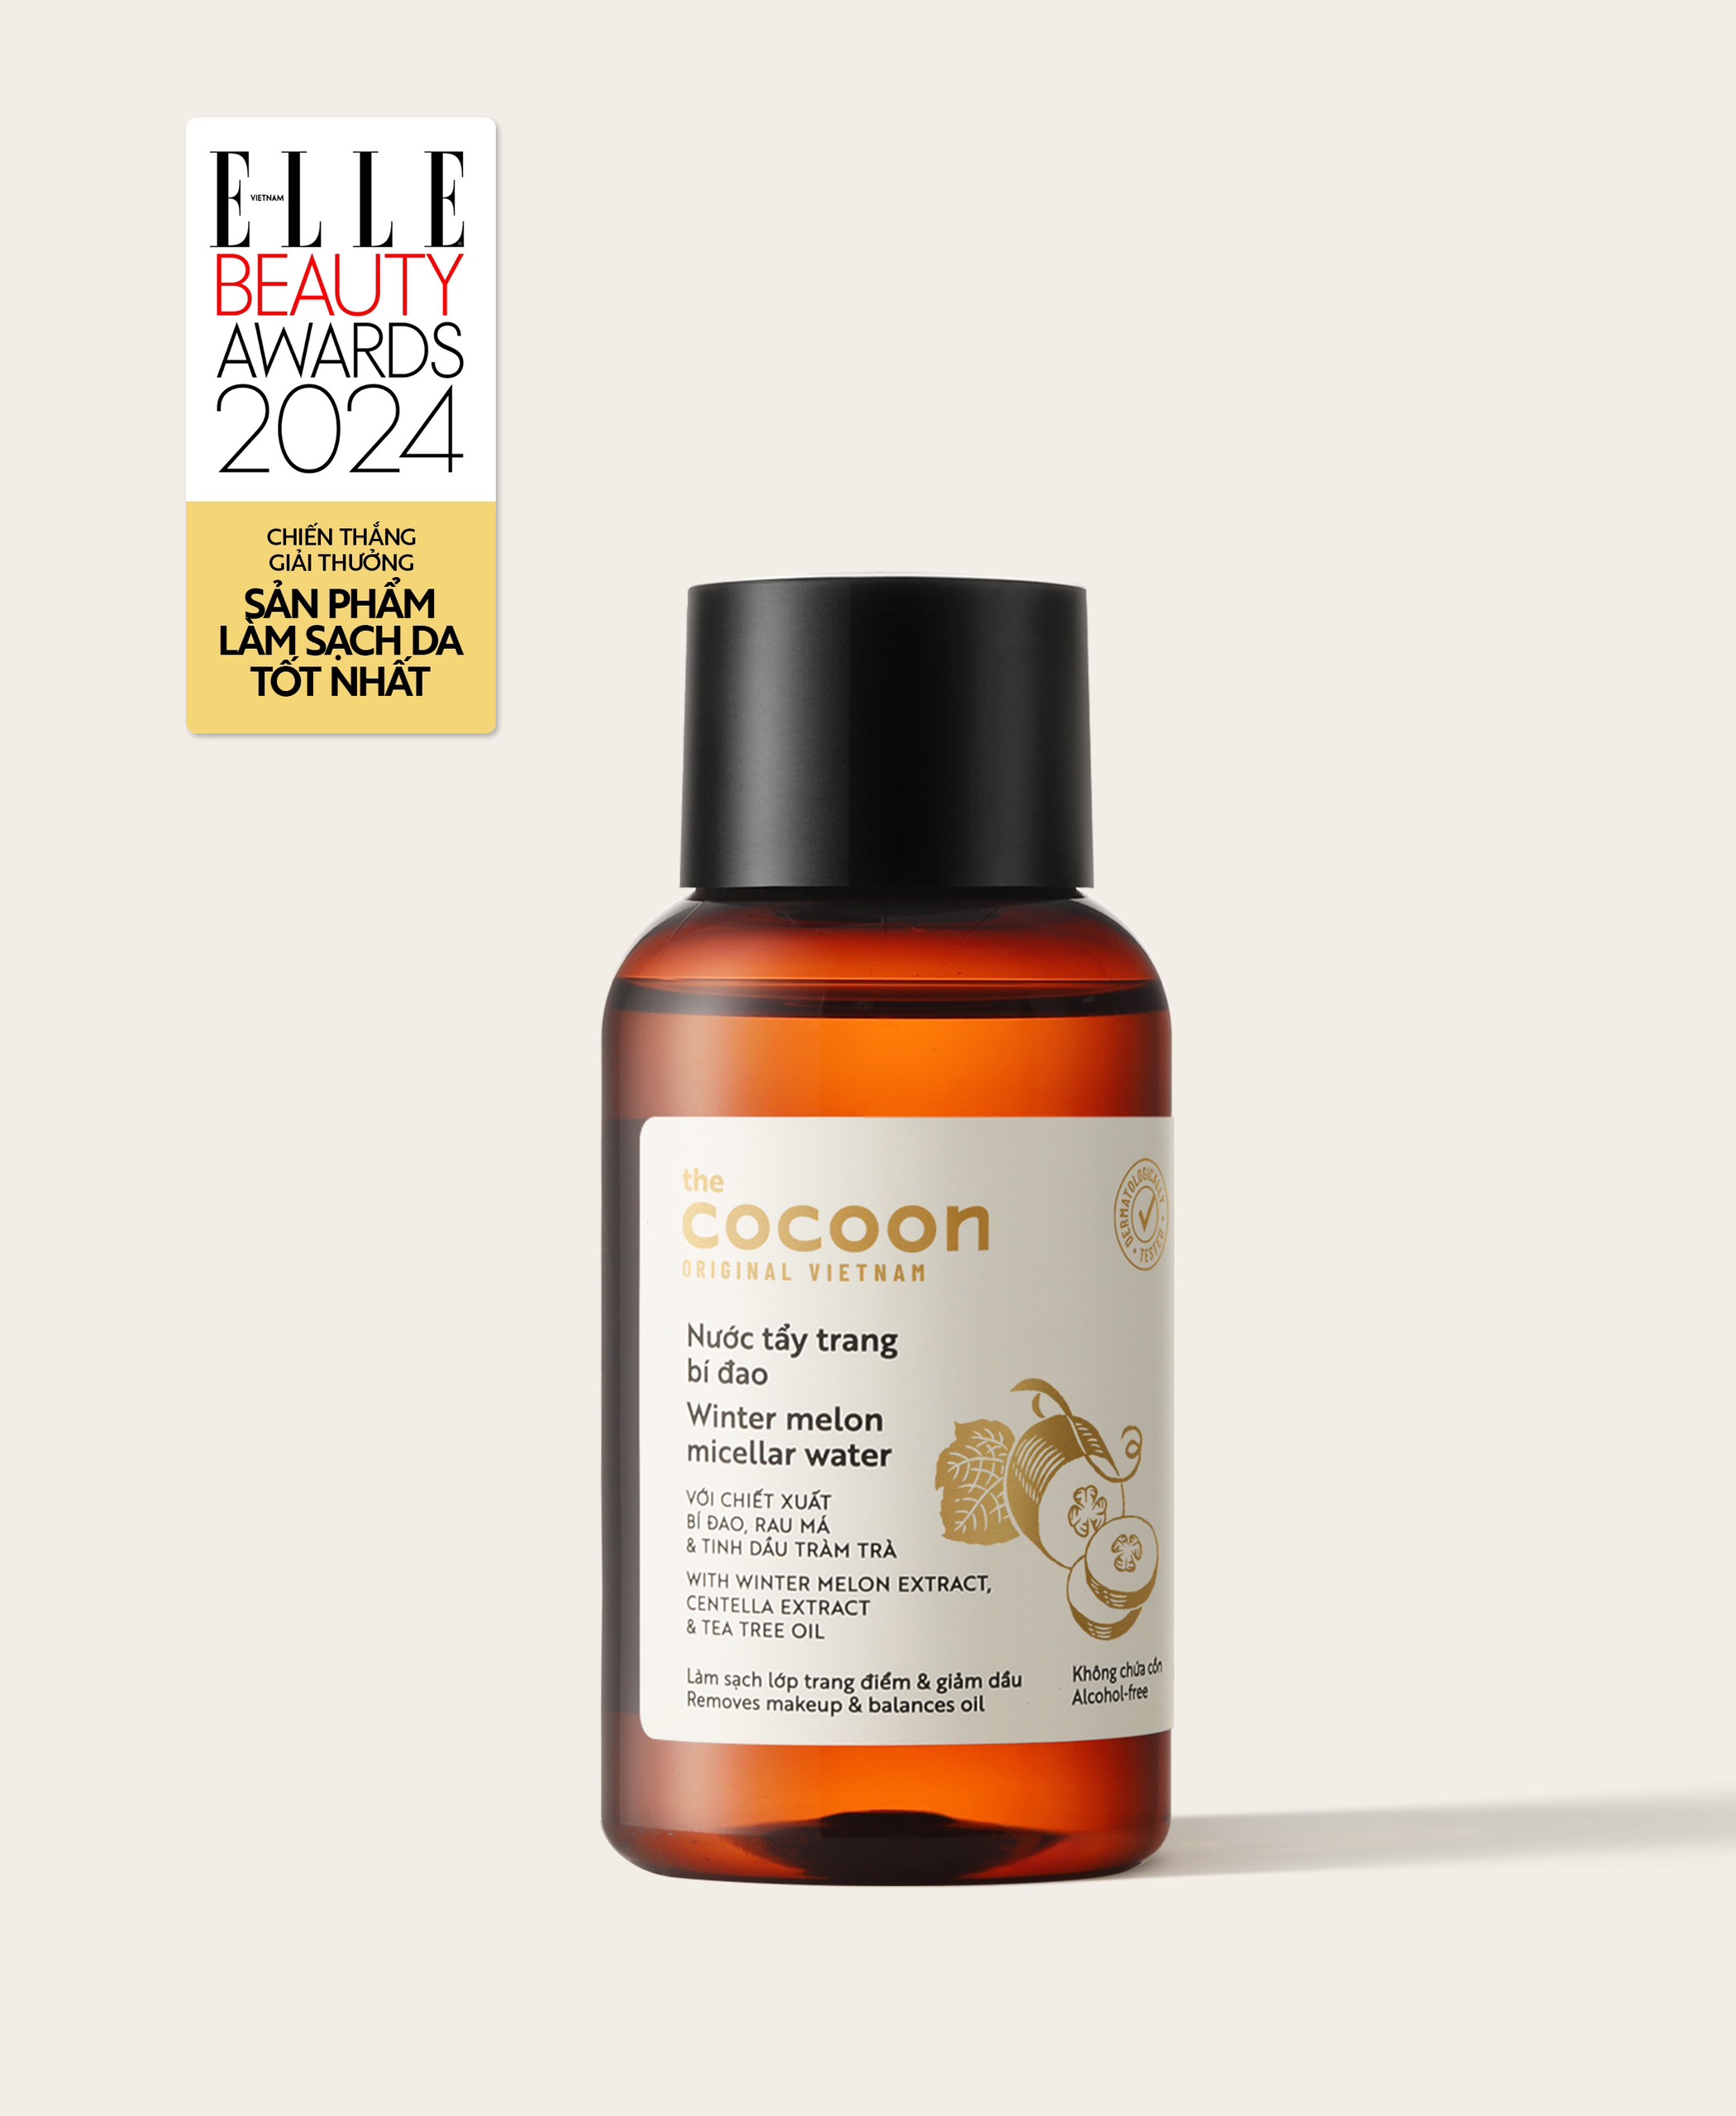 ELLE
VIETNAM
BEAUTY
AWARDS
2024
CHIẾN THẮNG
GIẢI THƯỞNG
SẢN PHẨM
LÀM SẠCH DA
TỐT NHẤT
the
cocoon
ORIGINAL VIETNAM
DERMATOLOGICALLY TESTED
Nước tẩy trang
bí đao
Winter melon
micellar water
VỚI CHIẾT XUẤT
BÍ ĐAO, RAU MÁ
& TINH DẦU TRÀM TRÀ
WITH WINTER MELON EXTRACT,
CENTELLA EXTRACT
& TEA TREE OIL
Làm sạch lớp trang điểm & giảm dầu
Removes makeup & balances oil
Không chứa cồn
Alcohol-free